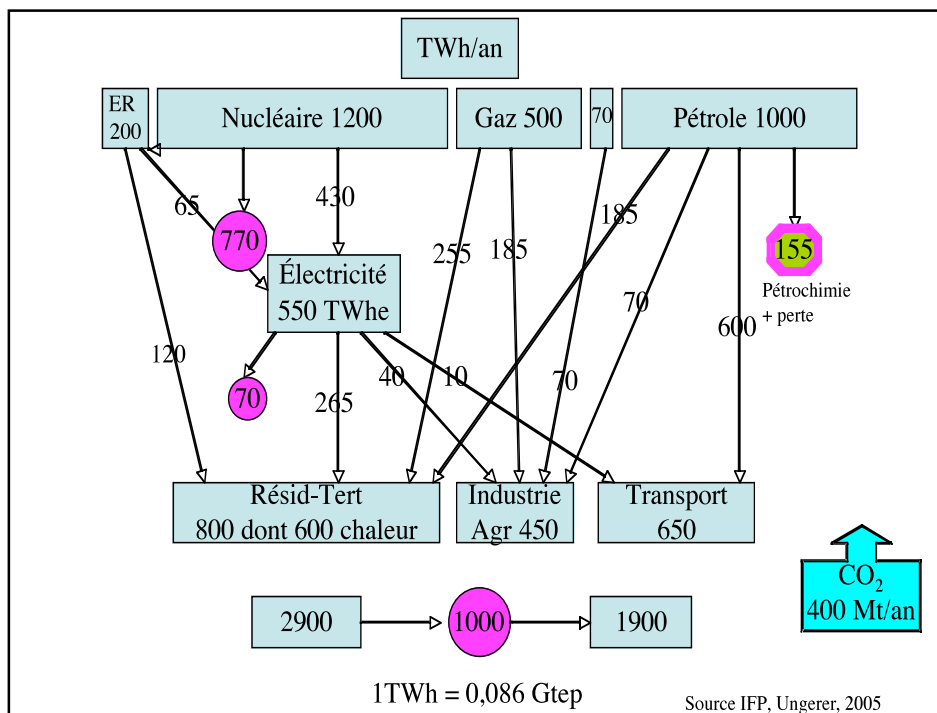 TWh/an
ER
200
Nucléaire 1200
Gaz 500
70
Pétrole 1000
65
430
185
770
255
185
155
Électricité
550 TWhe
Pétrochimie
+ perte
70
600
120
40
10
70
70
265
Résid-Tert
800 dont 600 chaleur
Industrie
Agr 450
Transport
650
CO₂
400 Mt/an
2900
1000
1900
1TWh = 0,086 Gtep
Source IFP, Ungerer, 2005